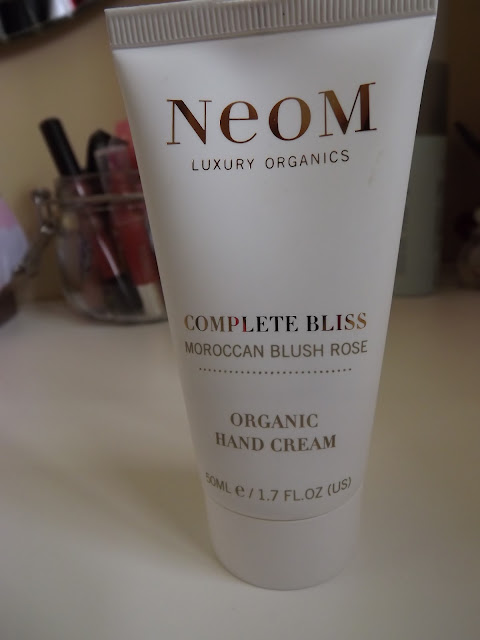 NeoM
LUXURY ORGANICS
COMPLETE BLISS
MOROCCAN BLUSH ROSE
ORGANIC
HAND CREAM
50ML e / 1.7 FL.OZ (US)